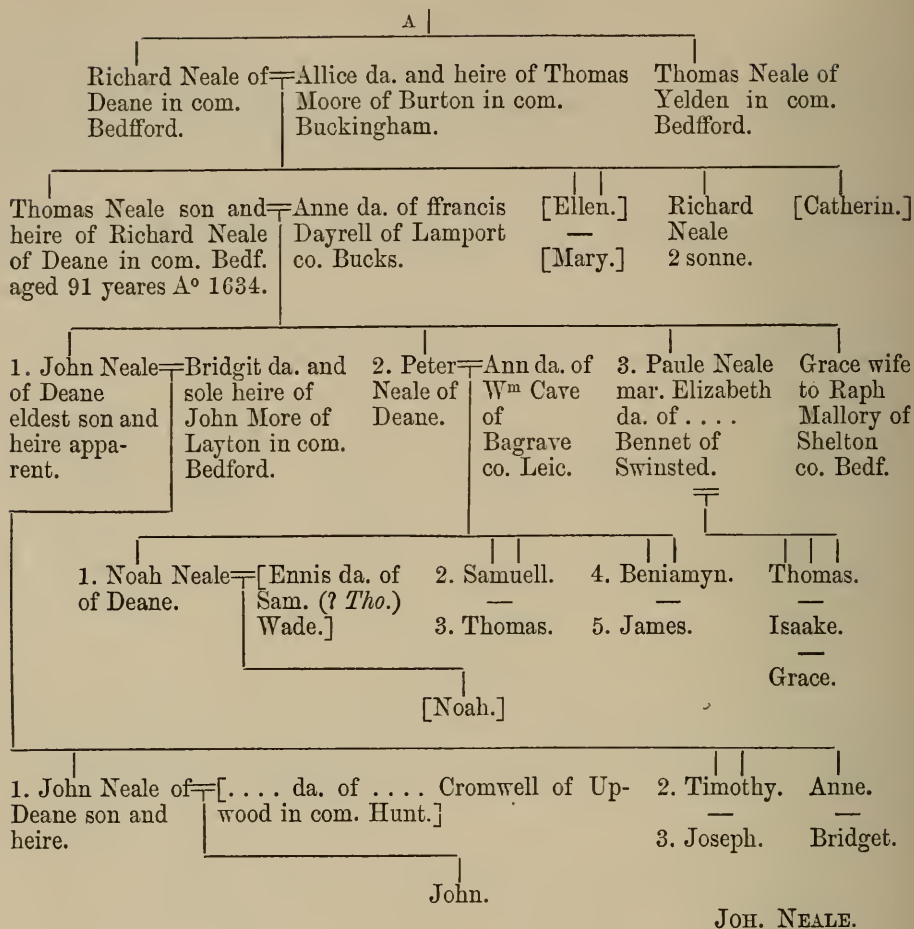 A
Richard Neale of
Deane in com.
Bedfford.
Allice da. and heire of Thomas
Moore of Burton in com.
Buckingham.
Thomas Neale of
Yelden in com.
Bedfford.
Thomas Neale son and
heire of Richard Neale
of Deane in com. Bedf.
aged 91 yeares Aº 1634.
Anne da. of ffrancis
Dayrell of Lamport
co. Bucks.
[Ellen.]
—
[Mary.]
Richard
Neale
2 sonne.
[Catherin.]
1. John Neale
of Deane
eldest son and
heire appa-
rent.
Bridgit da. and
sole heire of
John More of
Layton in com.
Bedford.
2. Peter
Neale of
Deane.
Ann da. of
Wᵐ Cave
of
Bagrave
co. Leic.
3. Paule Neale
mar. Elizabeth
da. of . . . .
Bennet of
Swinsted.
Grace wife
to Raph
Mallory of
Shelton
co. Bedf.
1. Noah Neale
of Deane.
[Ennis da. of
Sam. (? Tho.)
Wade.]
2. Samuell.
—
3. Thomas.
4. Beniamyn.
—
5. James.
Thomas.
—
Isaake.
—
Grace.
[Noah.]
1. John Neale of
Deane son and
heire.
[. . . . da. of . . . . Cromwell of Up-
wood in com. Hunt.]
2. Timothy.
—
3. Joseph.
Anne.
—
Bridget.
John.
JOH. NEALE.